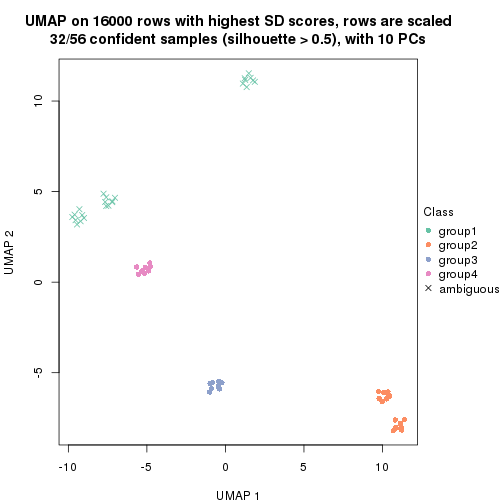 UMAP on 16000 rows with highest SD scores, rows are scaled
32/56 confident samples (silhouette > 0.5), with 10 PCs
10
5
0
-5
UMAP 2
-10
-5
0
5
10
UMAP 1
Class
group1
group2
group3
group4
ambiguous